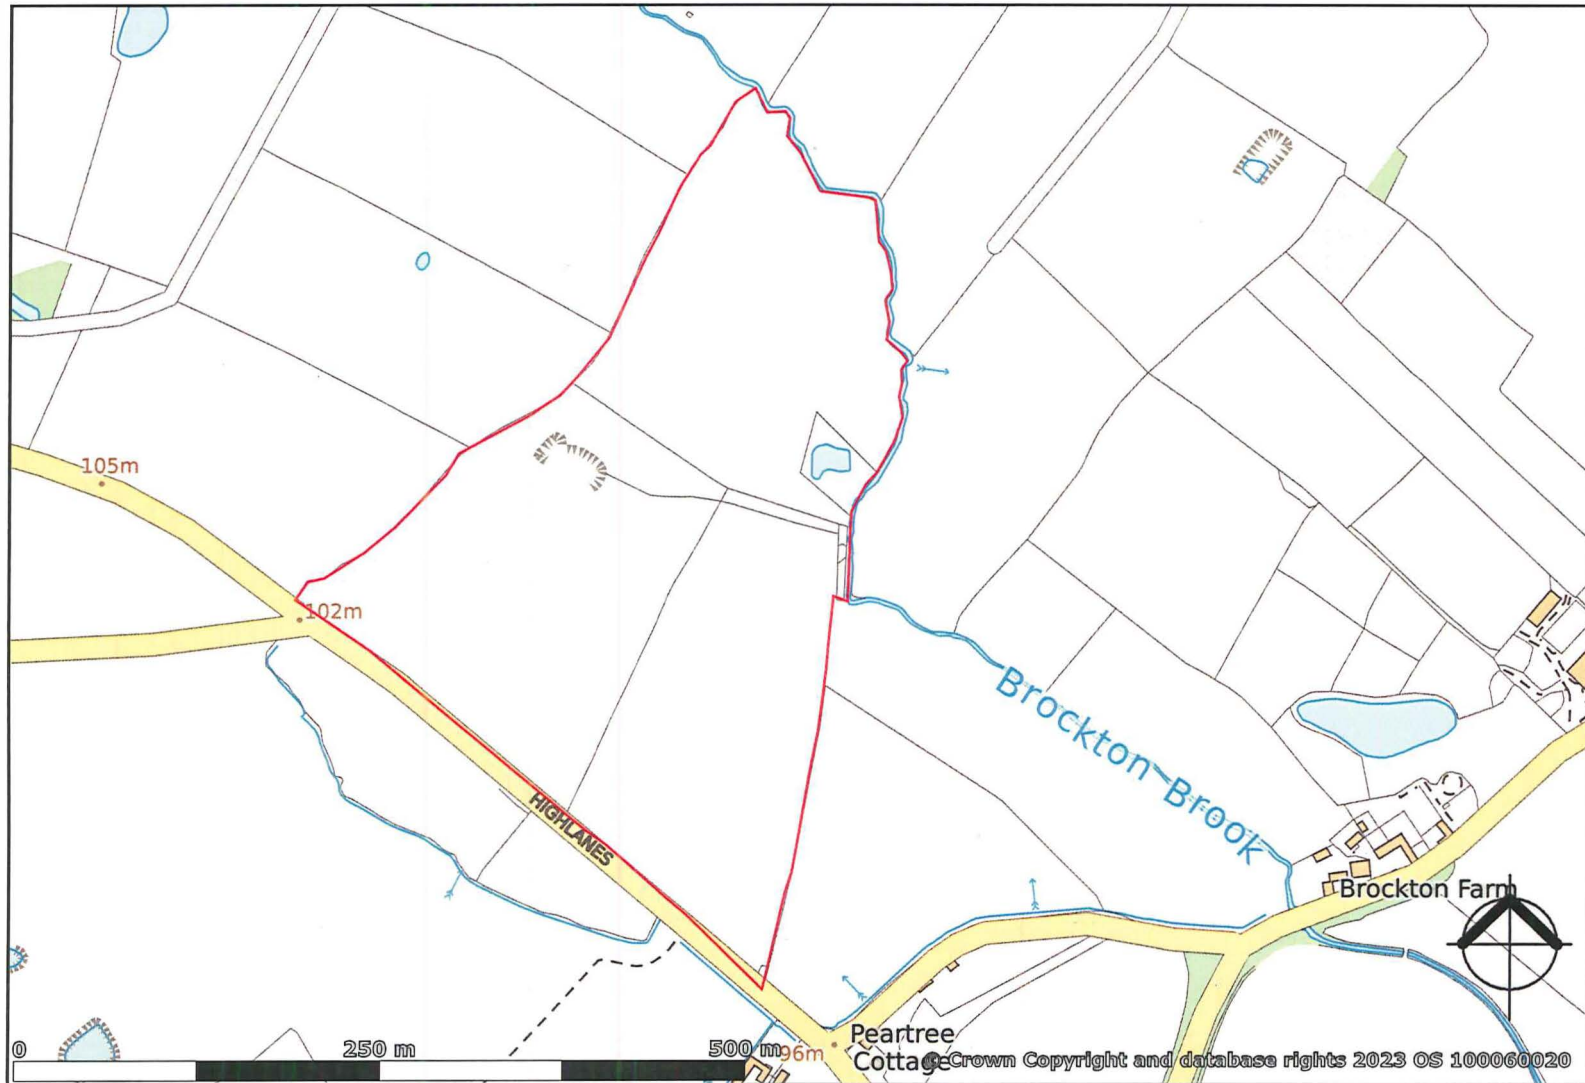 105m
102m
HIGHLANES
Brockton Brook
Brockton Farm
Peartree
Cottage
96m
0
250 m
500 m
© Crown Copyright and database rights 2023 OS 100060020